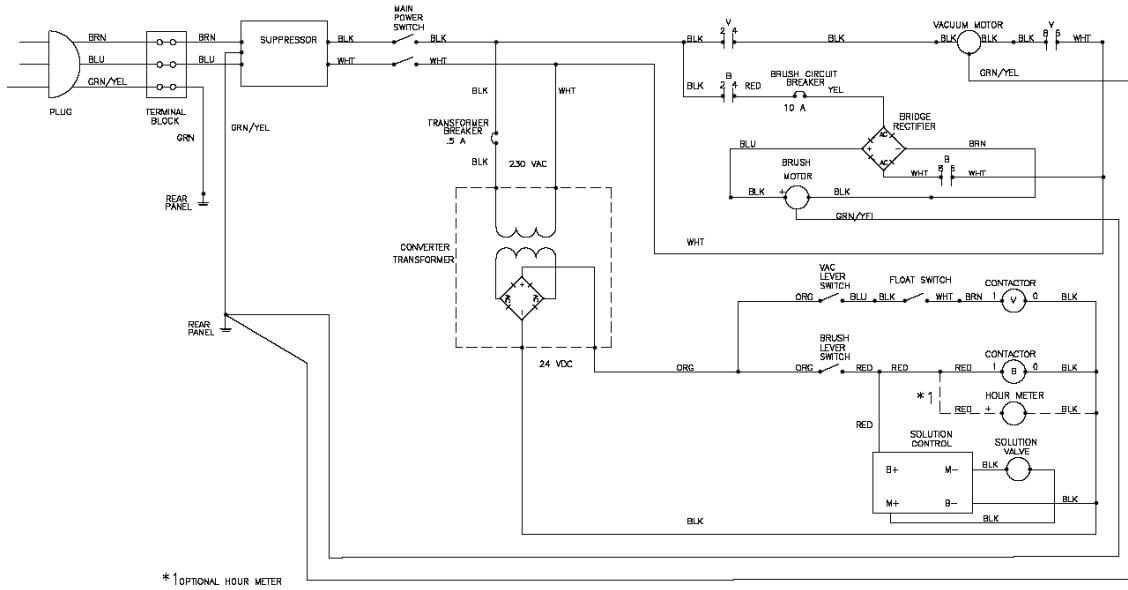 MAIN
POWER
SWITCH
V
VACUUM MOTOR
V
BRN
BRN
SUPPRESSOR
BLK
BLK
2 4
BLK
BLK
BLK
BLK
6 5
WHT
BLU
BLU
WHT
WHT
GRN/YEL
GRN/YEL
B
BRUSH CIRCUIT
BREAKER
BLK
2 4
RED
YEL
10 A
BLK
WHT
PLUG
TERMINAL
BLOCK
GRN
GRN/YEL
TRANSFORMER
BREAKER
.5 A
BRIDGE
RECTIFIER
AC
+
-
AC
BLU
BRN
BLK
230 VAC
BRUSH
MOTOR
WHT
B
6 5
WHT
REAR
PANEL
BLK
+
BLK
GRN/YEL
WHT
CONVERTER
TRANSFORMER
VAC
LEVER
SWITCH
FLOAT SWITCH
CONTACTOR
ORG
BLU
BLK
WHT
BRN
1
V
0
BLK
REAR
PANEL
BRUSH
LEVER
SWITCH
CONTACTOR
24 VDC
ORG
ORG
RED
RED
RED
1
B
0
BLK
*1
HOUR METER
RED
+
BLK
RED
SOLUTION
CONTROL
SOLUTION
VALVE
B+
M-
BLK
M+
B-
BLK
BLK
BLK
*1 OPTIONAL HOUR METER